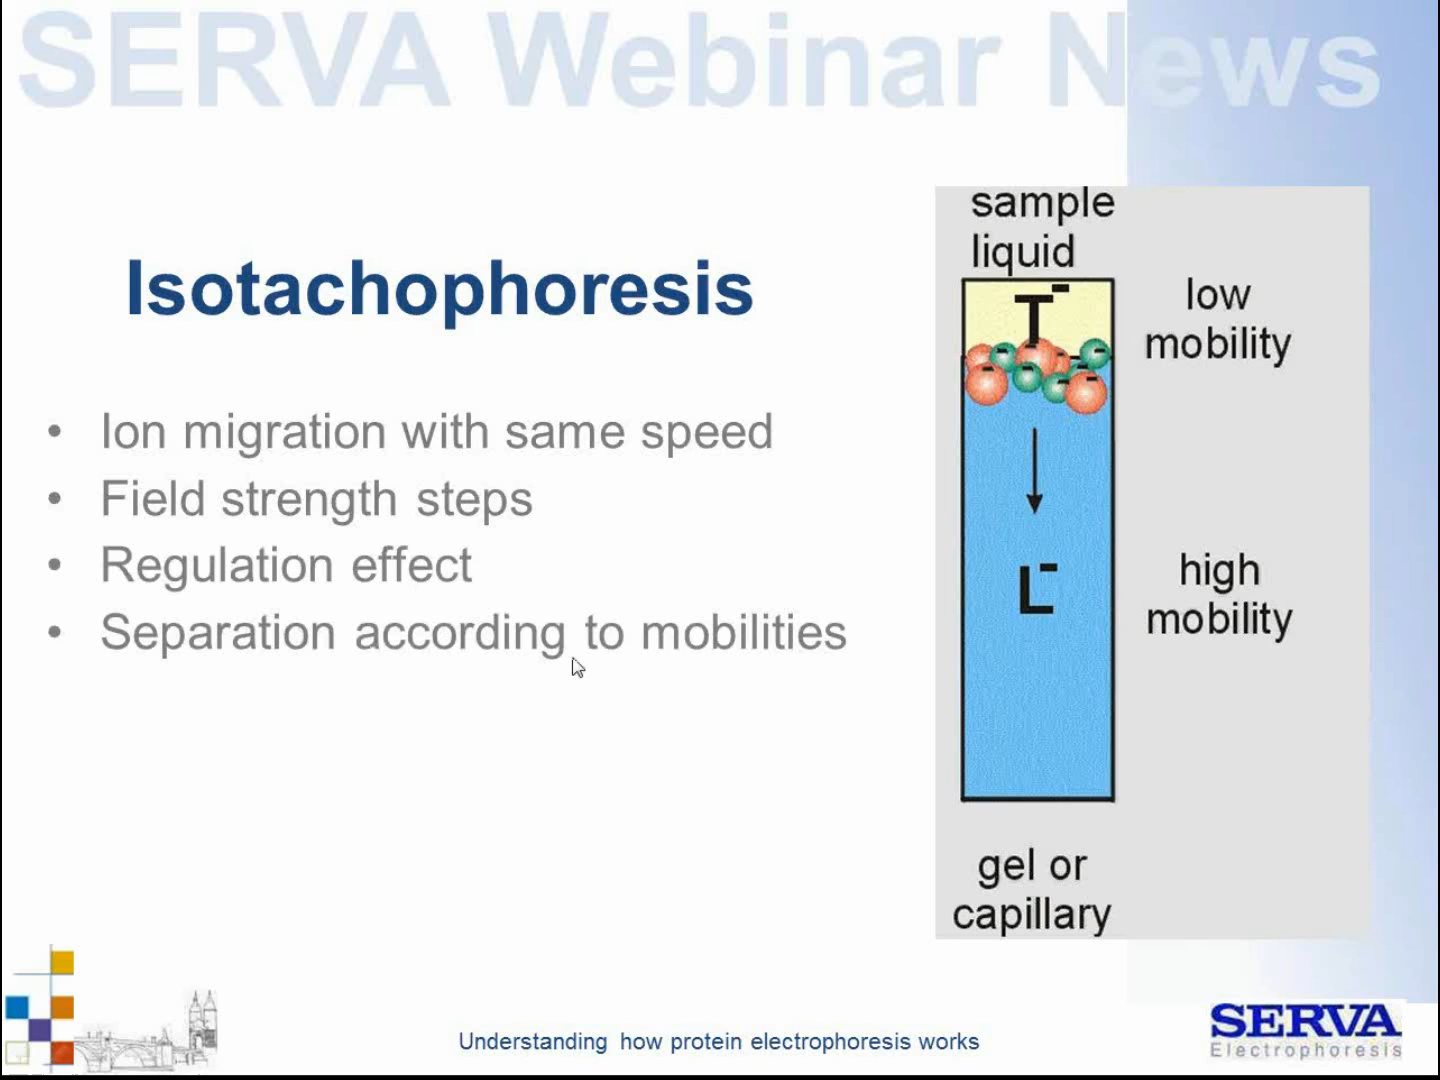 SERVA Webinar News
sample
liquid
Isotachophoresis
T-
low
mobility
• Ion migration with same speed
• Field strength steps
• Regulation effect
• Separation according to mobilities
L-
high
mobility
gel or
capillary
Understanding how protein electrophoresis works
SERVA
Electrophoresis